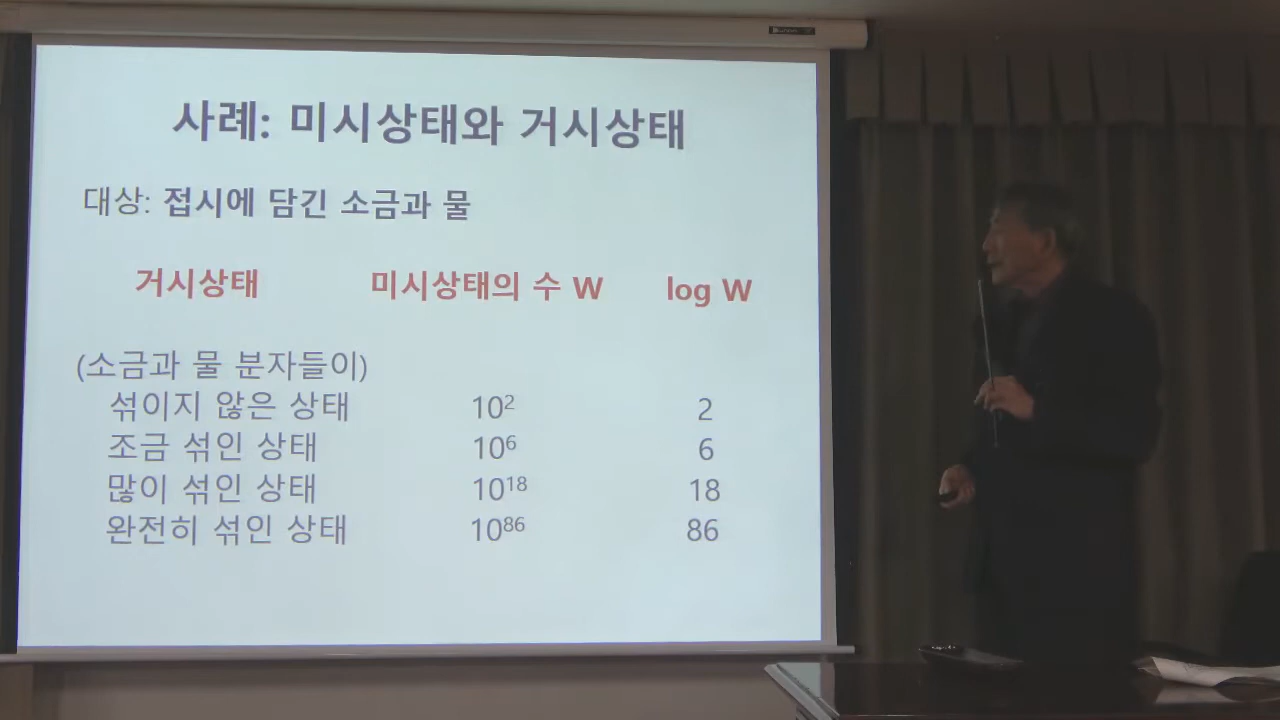 사례: 미시상태와 거시상태
대상: 접시에 담긴 소금과 물
거시상태 미시상태의 수 W log W
(소금과 물 분자들이)
섞이지 않은 상태 10² 2
조금 섞인 상태 10⁶ 6
많이 섞인 상태 10¹⁸ 18
완전히 섞인 상태 10⁸⁶ 86